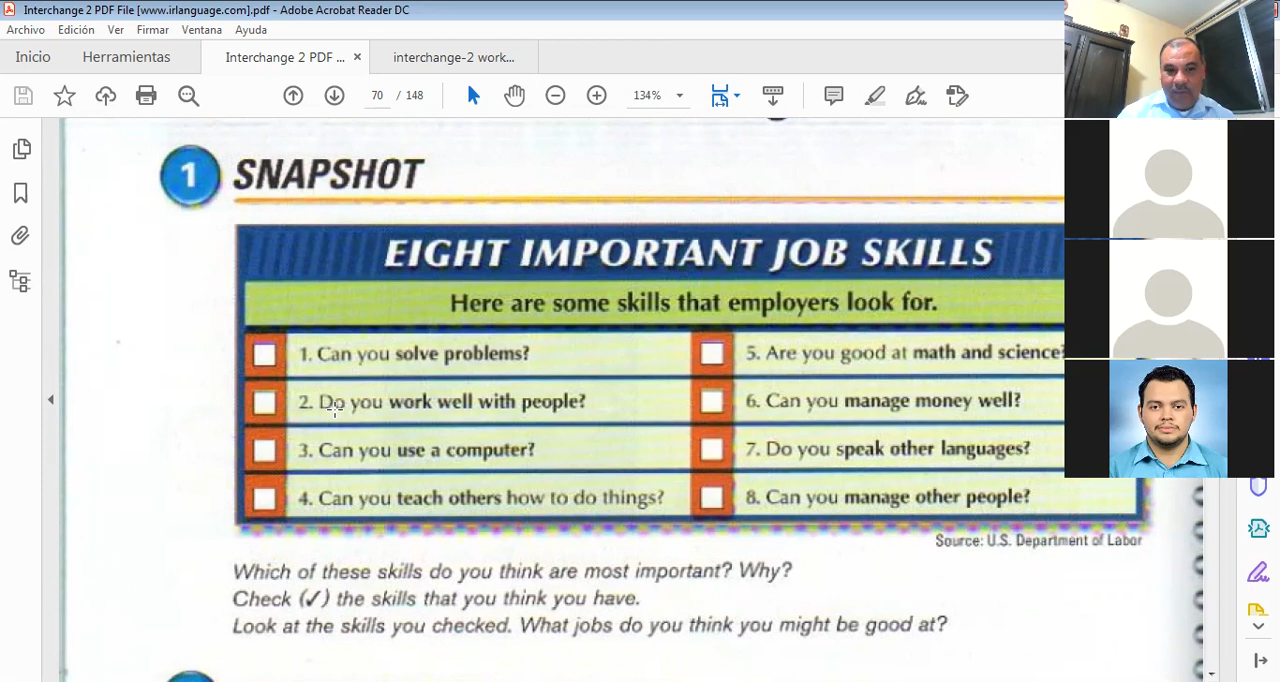 Interchange 2 PDF File [www.irlanguage.com].pdf - Adobe Acrobat Reader DC
Archivo Edición Ver Firmar Ventana Ayuda
Inicio Herramientas Interchange 2 PDF ... × interchange-2 work...
70 / 148 134%
1 SNAPSHOT
EIGHT IMPORTANT JOB SKILLS
Here are some skills that employers look for.
1. Can you solve problems?
2. Do you work well with people?
3. Can you use a computer?
4. Can you teach others how to do things?
5. Are you good at math and science?
6. Can you manage money well?
7. Do you speak other languages?
8. Can you manage other people?
Source: U.S. Department of Labor
Which of these skills do you think are most important? Why?
Check (✓) the skills that you think you have.
Look at the skills you checked. What jobs do you think you might be good at?